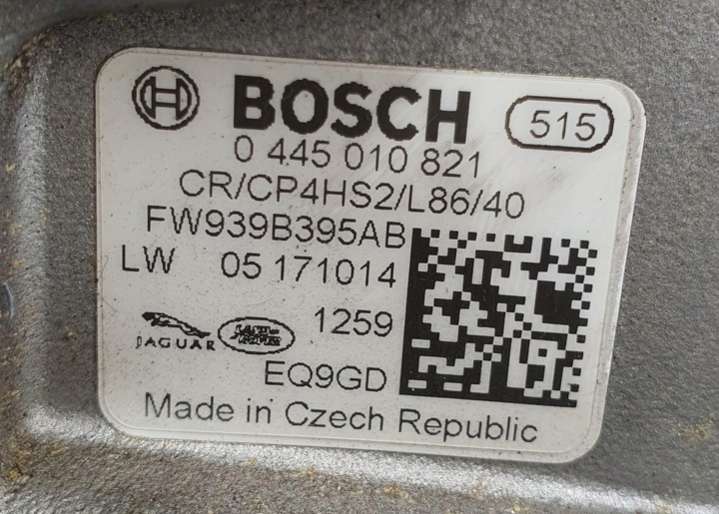 BOSCH 515
0 445 010 821
CR/CP4HS2/L86/40
FW939B395AB
LW 05 171014
JAGUAR 1259
EQ9GD
Made in Czech Republic